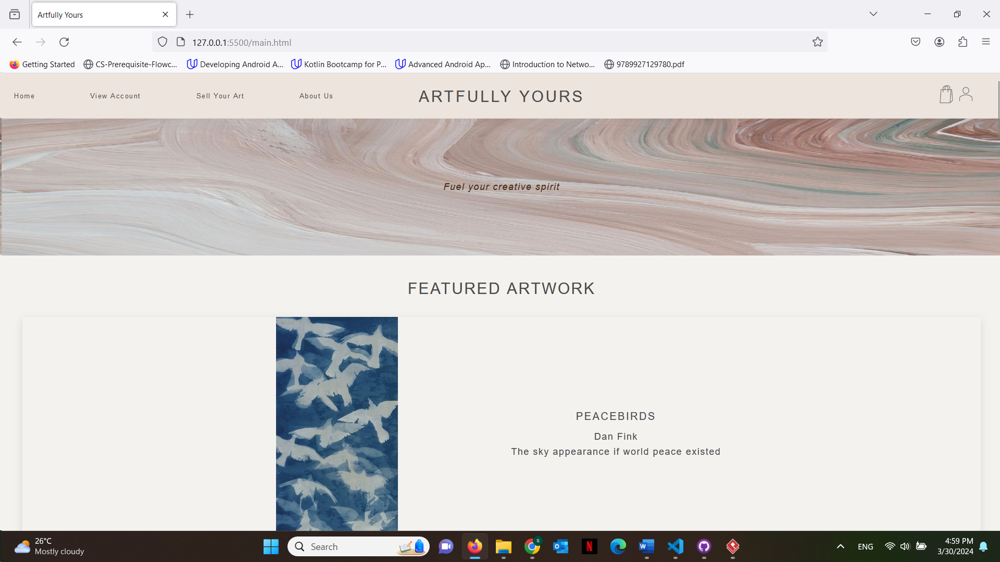 Artfully Yours
127.0.0.1:5500/main.html
Getting Started
CS-Prerequisite-Flowc...
Developing Android A...
Kotlin Bootcamp for P...
Advanced Android Ap...
Introduction to Netwo...
9789927129780.pdf
Home
View Account
Sell Your Art
About Us
ARTFULLY YOURS
Fuel your creative spirit
FEATURED ARTWORK
PEACEBIRDS
Dan Fink
The sky appearance if world peace existed
26°C
Mostly cloudy
Search
S
N
W
ENG
4:59 PM
3/30/2024